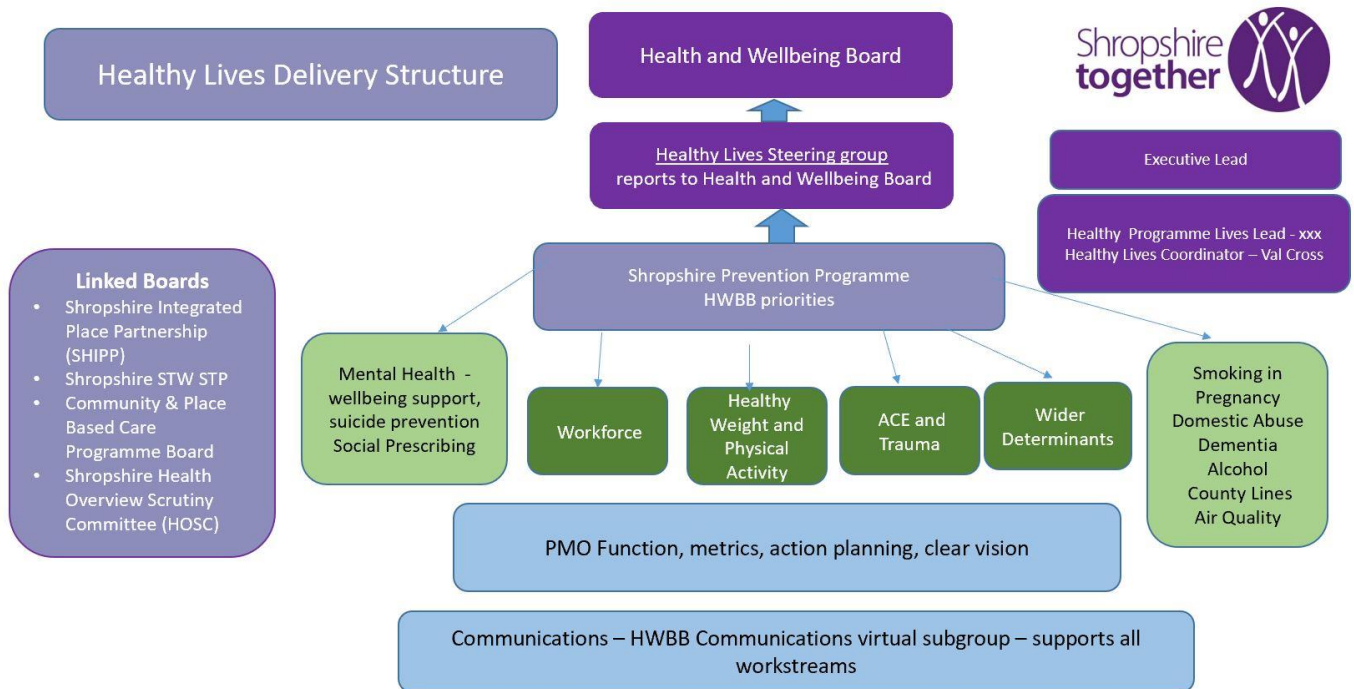 Healthy Lives Delivery Structure
Health and Wellbeing Board
Shropshire
together
Healthy Lives Steering group
reports to Health and Wellbeing Board
Executive Lead
Healthy  Programme Lives Lead - xxx
Healthy Lives Coordinator – Val Cross
Linked Boards
• Shropshire Integrated
Place Partnership
(SHIPP)
• Shropshire STW STP
• Community & Place
Based Care
Programme Board
• Shropshire Health
Overview Scrutiny
Committee (HOSC)
Shropshire Prevention Programme
HWBB priorities
Mental Health  -
wellbeing support,
suicide prevention
Social Prescribing
Workforce
Healthy
Weight and
Physical
Activity
ACE and
Trauma
Wider
Determinants
Smoking in
Pregnancy
Domestic Abuse
Dementia
Alcohol
County Lines
Air Quality
PMO Function, metrics, action planning, clear vision
Communications – HWBB Communications virtual subgroup – supports all
workstreams